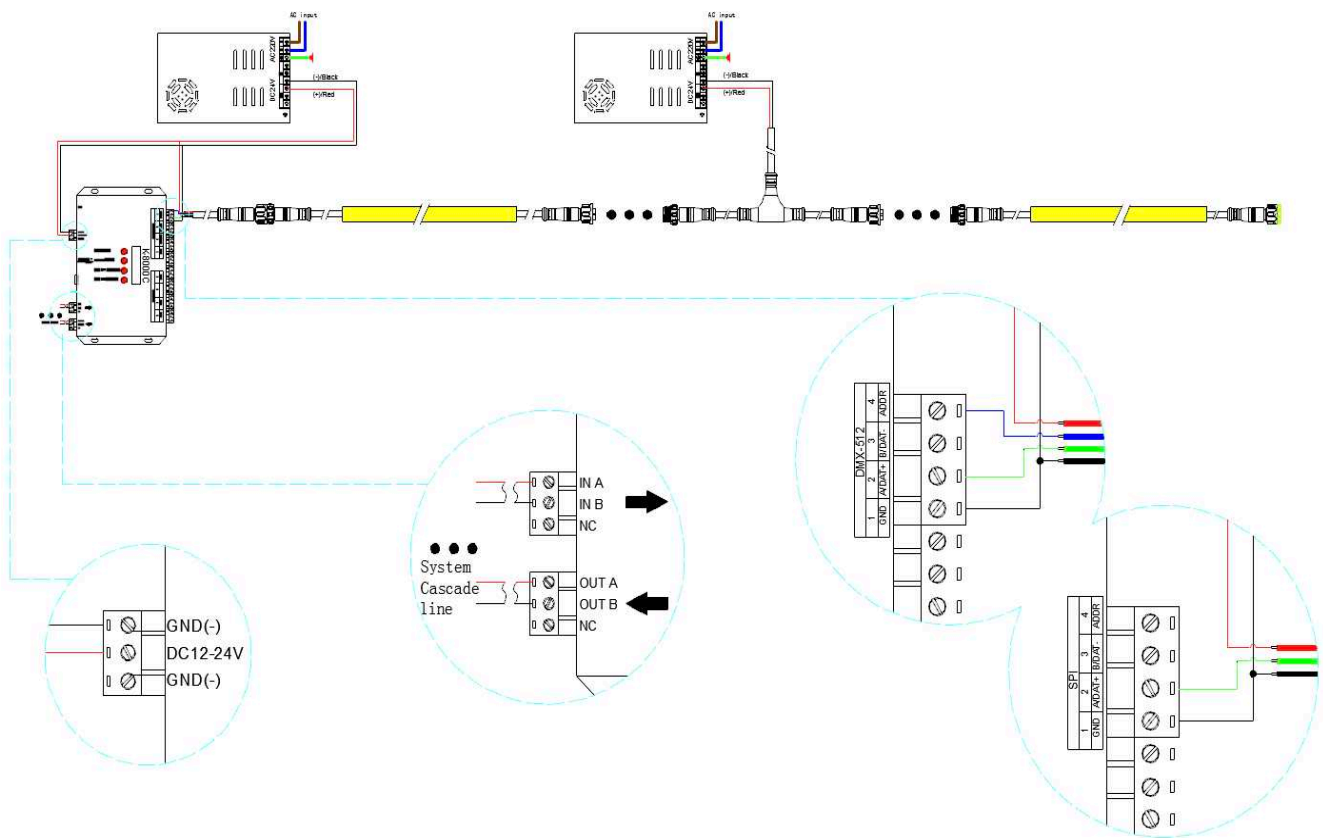 AC input
AC220V
DC24V
(-)/Black
(+)/Red
AC input
AC220V
DC24V
(-)/Black
(+)/Red
K-8000C
DMX-512
4 ADDR
3 B/DAT-
2 A/DAT+
1 GND
IN A
IN B
NC
System
Cascade
line
OUT A
OUT B
NC
GND(-)
DC12-24V
GND(-)
SPI
4 ADDR
3 B/DAT-
2 A/DAT+
1 GND